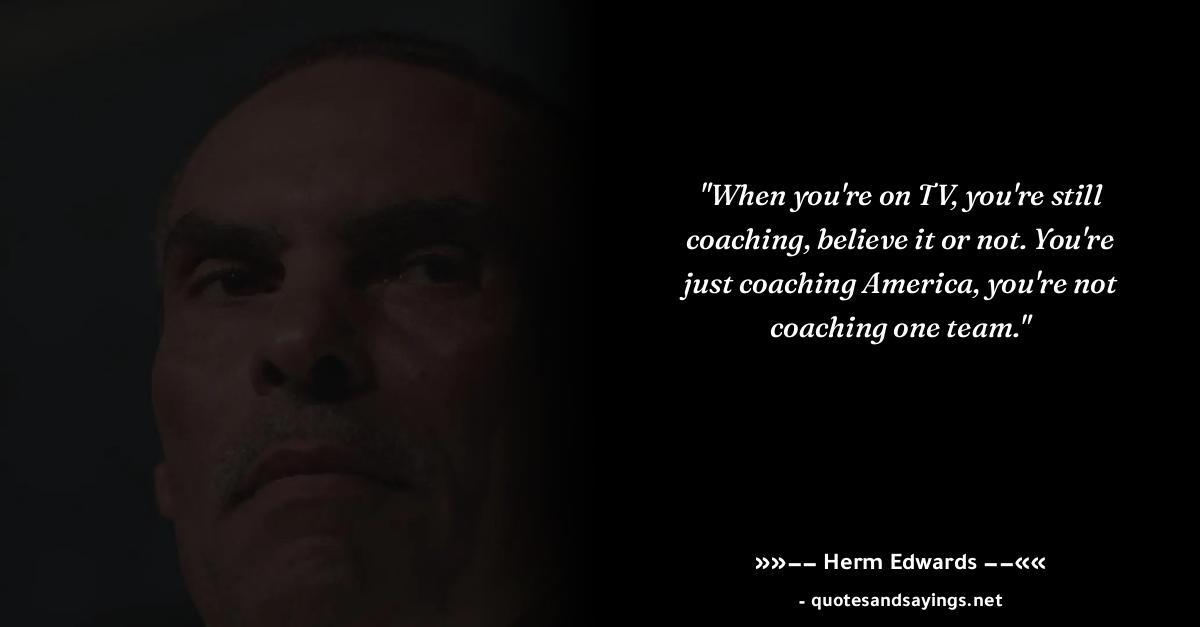 "When you're on TV, you're still
coaching, believe it or not. You're
just coaching America, you're not
coaching one team."
»»–– Herm Edwards ––««
- quotesandsayings.net